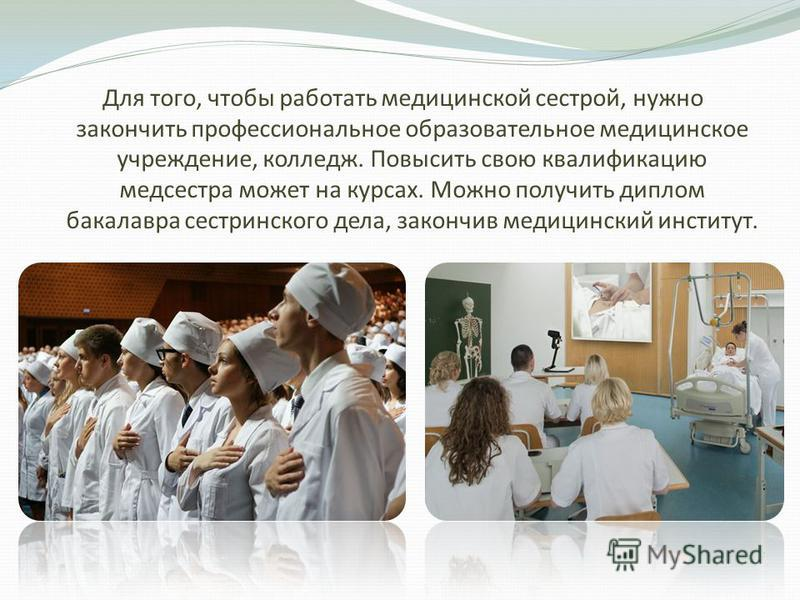 Для того, чтобы работать медицинской сестрой, нужно
закончить профессиональное образовательное медицинское
учреждение, колледж. Повысить свою квалификацию
медсестра может на курсах. Можно получить диплом
бакалавра сестринского дела, закончив медицинский институт.
MyShared